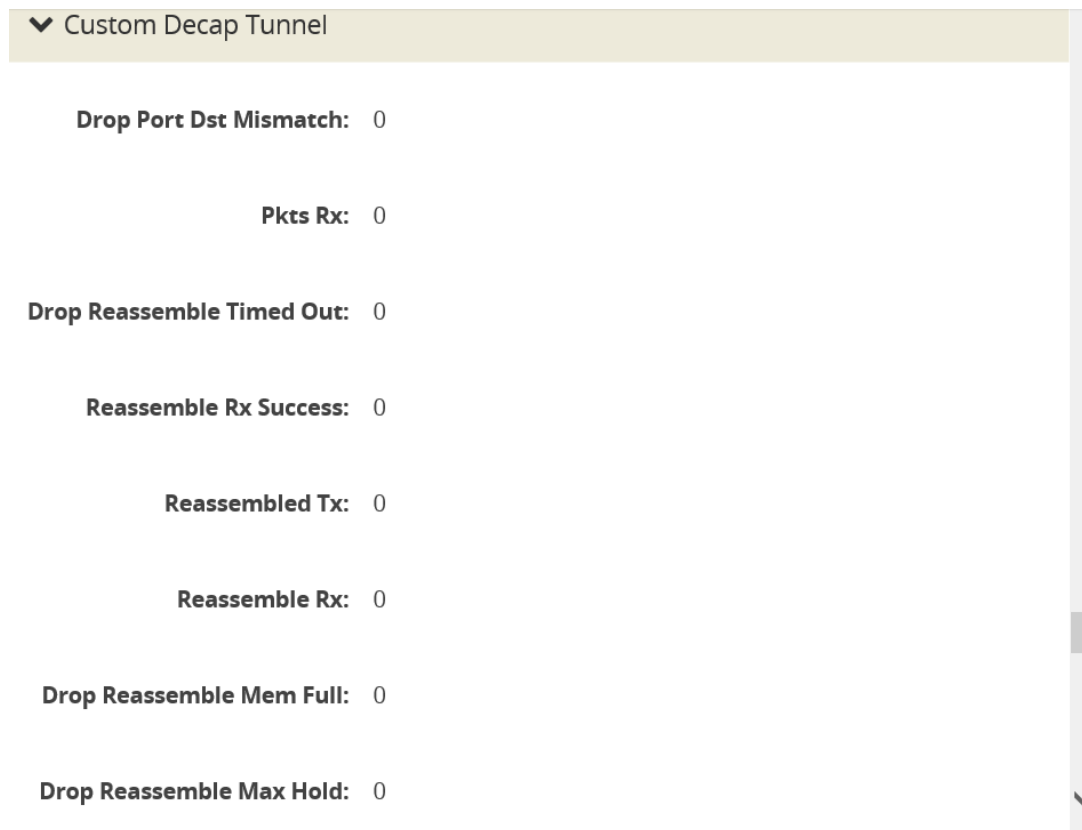 Custom Decap Tunnel
Drop Port Dst Mismatch: 0
Pkts Rx: 0
Drop Reassemble Timed Out: 0
Reassemble Rx Success: 0
Reassembled Tx: 0
Reassemble Rx: 0
Drop Reassemble Mem Full: 0
Drop Reassemble Max Hold: 0